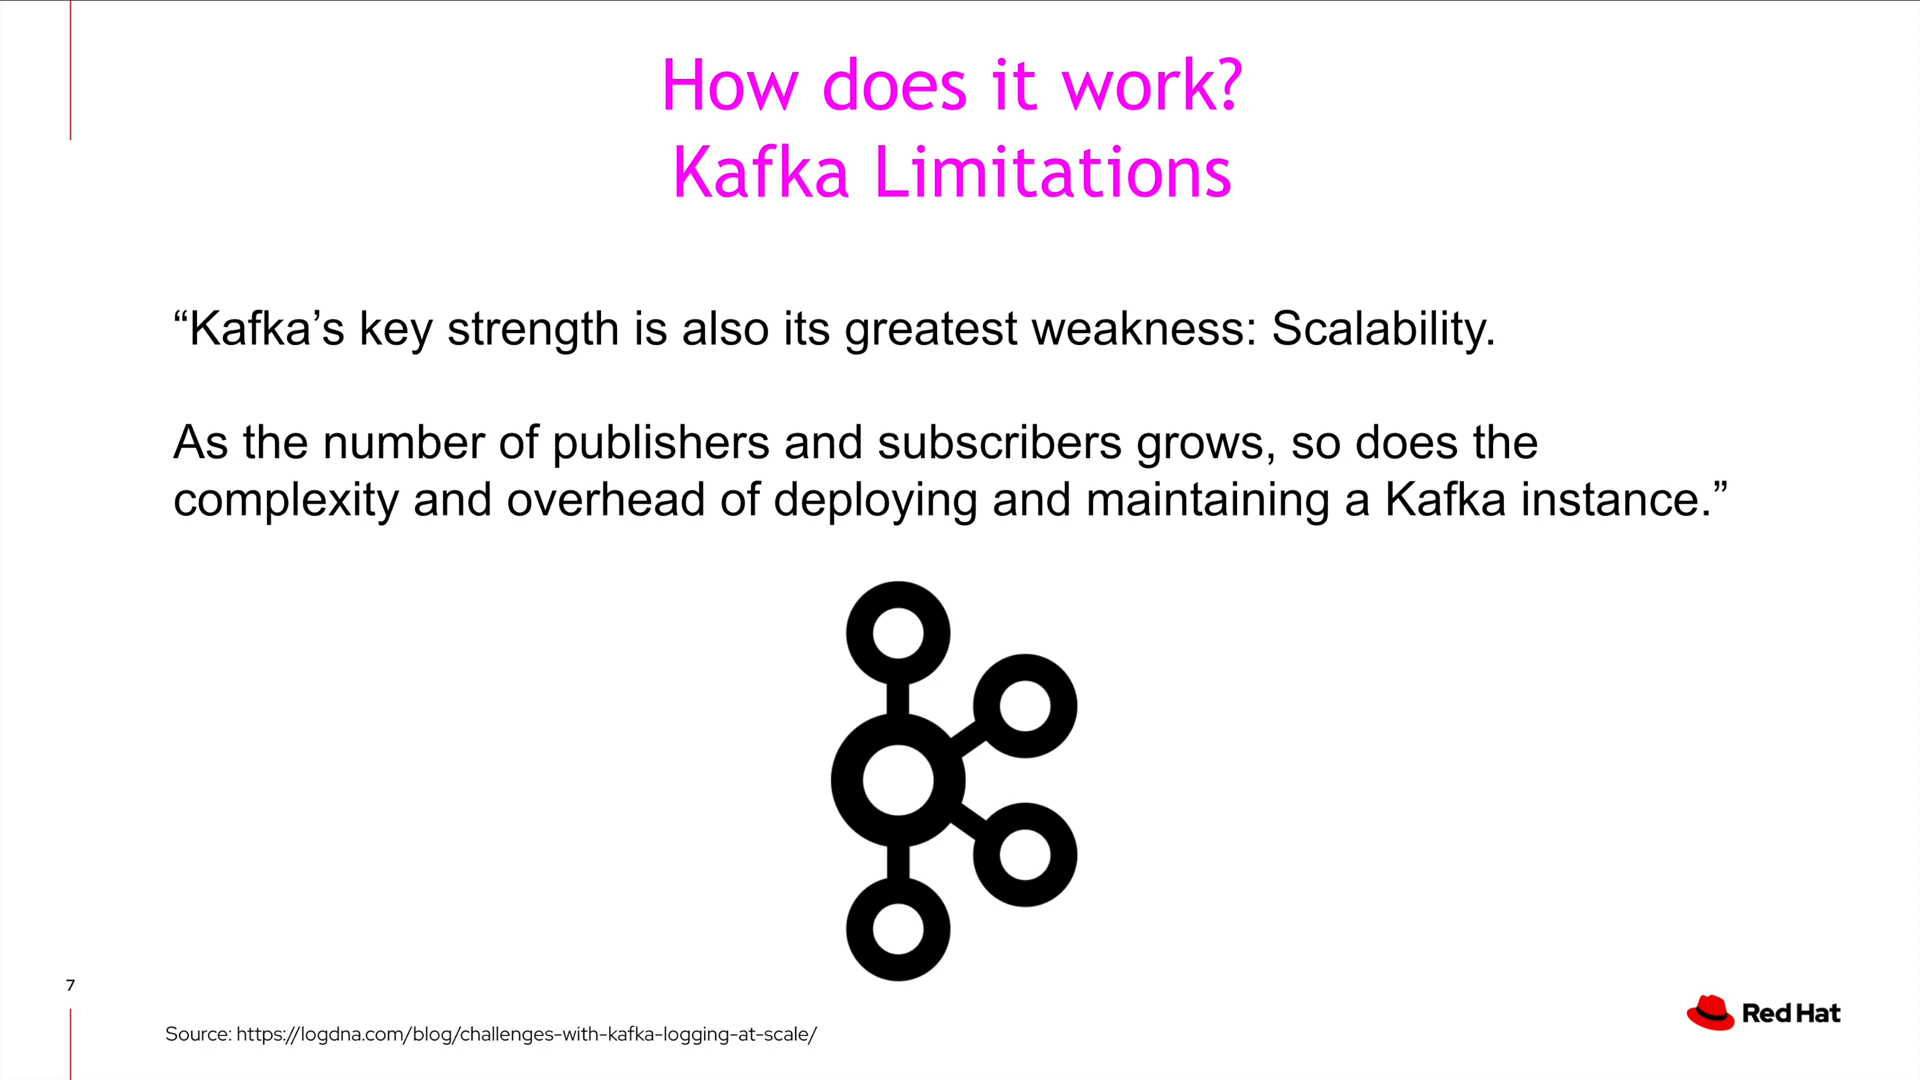 How does it work?
Kafka Limitations
“Kafka’s key strength is also its greatest weakness: Scalability.
As the number of publishers and subscribers grows, so does the
complexity and overhead of deploying and maintaining a Kafka instance.”
7
Source: https://logdna.com/blog/challenges-with-kafka-logging-at-scale/
Red Hat